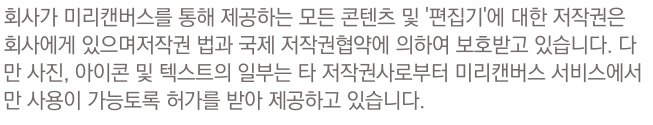 회사가 미리캔버스를 통해 제공하는 모든 콘텐츠 및 '편집기'에 대한 저작권은
회사에게 있으며저작권 법과 국제 저작권협약에 의하여 보호받고 있습니다. 다
만 사진, 아이콘 및 텍스트의 일부는 타 저작권사로부터 미리캔버스 서비스에서
만 사용이 가능토록 허가를 받아 제공하고 있습니다.